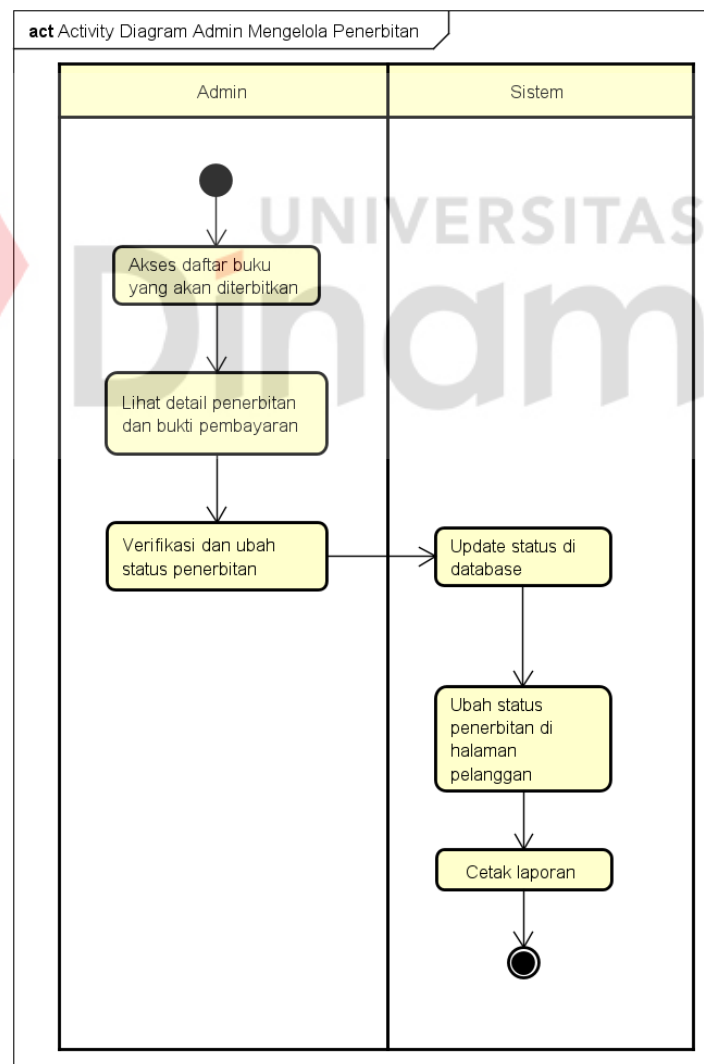 act Activity Diagram Admin Mengelola Penerbitan
Admin
Sistem
UNIVERSITAS
Dinam
Akses daftar buku
yang akan diterbitkan
Lihat detail penerbitan
dan bukti pembayaran
Verifikasi dan ubah
status penerbitan
Update status di
database
Ubah status
penerbitan di
halaman
pelanggan
Cetak laporan